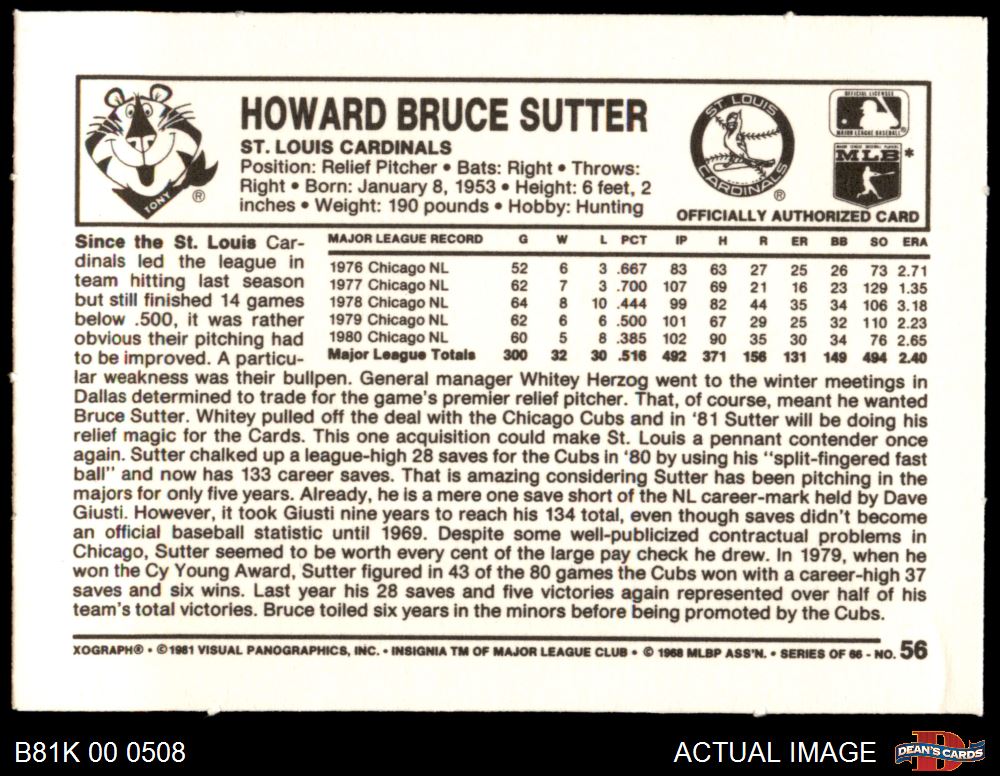 TONY
®
HOWARD BRUCE SUTTER
ST. LOUIS CARDINALS
Position: Relief Pitcher • Bats: Right • Throws:
Right • Born: January 8, 1953 • Height: 6 feet, 2
inches • Weight: 190 pounds • Hobby: Hunting
ST. LOUIS
CARDINALS
®
OFFICIAL LICENSEE
MAJOR LEAGUE BASEBALL
MAJOR LEAGUE BASEBALL PLAYERS
MLB*
OFFICIALLY AUTHORIZED CARD
Since the St. Louis Car-
dinals led the league in
team hitting last season
but still finished 14 games
below .500, it was rather
obvious their pitching had
to be improved. A particu-
MAJOR LEAGUE RECORD G W L PCT IP H R ER BB SO ERA
1976 Chicago NL 52 6 3 .667 83 63 27 25 26 73 2.71
1977 Chicago NL 62 7 3 .700 107 69 21 16 23 129 1.35
1978 Chicago NL 64 8 10 .444 99 82 44 35 34 106 3.18
1979 Chicago NL 62 6 6 .500 101 67 29 25 32 110 2.23
1980 Chicago NL 60 5 8 .385 102 90 35 30 34 76 2.65
Major League Totals 300 32 30 .516 492 371 156 131 149 494 2.40
lar weakness was their bullpen. General manager Whitey Herzog went to the winter meetings in
Dallas determined to trade for the game's premier relief pitcher. That, of course, meant he wanted
Bruce Sutter. Whitey pulled off the deal with the Chicago Cubs and in '81 Sutter will be doing his
relief magic for the Cards. This one acquisition could make St. Louis a pennant contender once
again. Sutter chalked up a league-high 28 saves for the Cubs in '80 by using his "split-fingered fast
ball" and now has 133 career saves. That is amazing considering Sutter has been pitching in the
majors for only five years. Already, he is a mere one save short of the NL career-mark held by Dave
Giusti. However, it took Giusti nine years to reach his 134 total, even though saves didn't become
an official baseball statistic until 1969. Despite some well-publicized contractual problems in
Chicago, Sutter seemed to be worth every cent of the large pay check he drew. In 1979, when he
won the Cy Young Award, Sutter figured in 43 of the 80 games the Cubs won with a career-high 37
saves and six wins. Last year his 28 saves and five victories again represented over half of his
team's total victories. Bruce toiled six years in the minors before being promoted by the Cubs.
XOGRAPH® • ©1981 VISUAL PANOGRAPHICS, INC. • INSIGNIA TM OF MAJOR LEAGUE CLUB • © 1968 MLBP ASS'N. • SERIES OF 66 - NO. 56
B81K 00 0508
ACTUAL IMAGE
DEAN'S CARDS